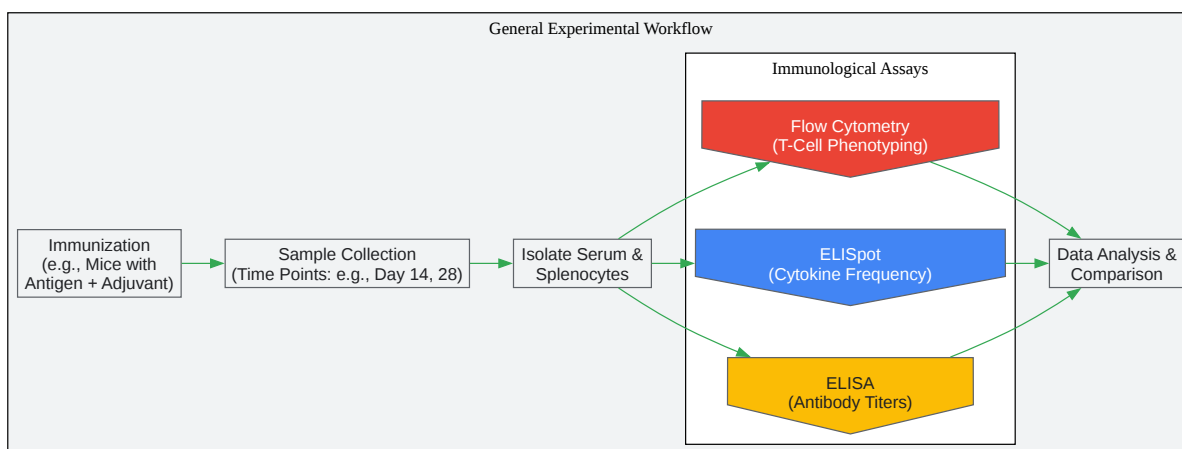 General Experimental Workflow
Immunological Assays
Flow Cytometry
(T-Cell Phenotyping)
Immunization
(e.g., Mice with
Antigen + Adjuvant)
Sample Collection
(Time Points: e.g., Day 14, 28)
Isolate Serum &
Splenocytes
ELISpot
(Cytokine Frequency)
Data Analysis &
Comparison
ELISA
(Antibody Titers)